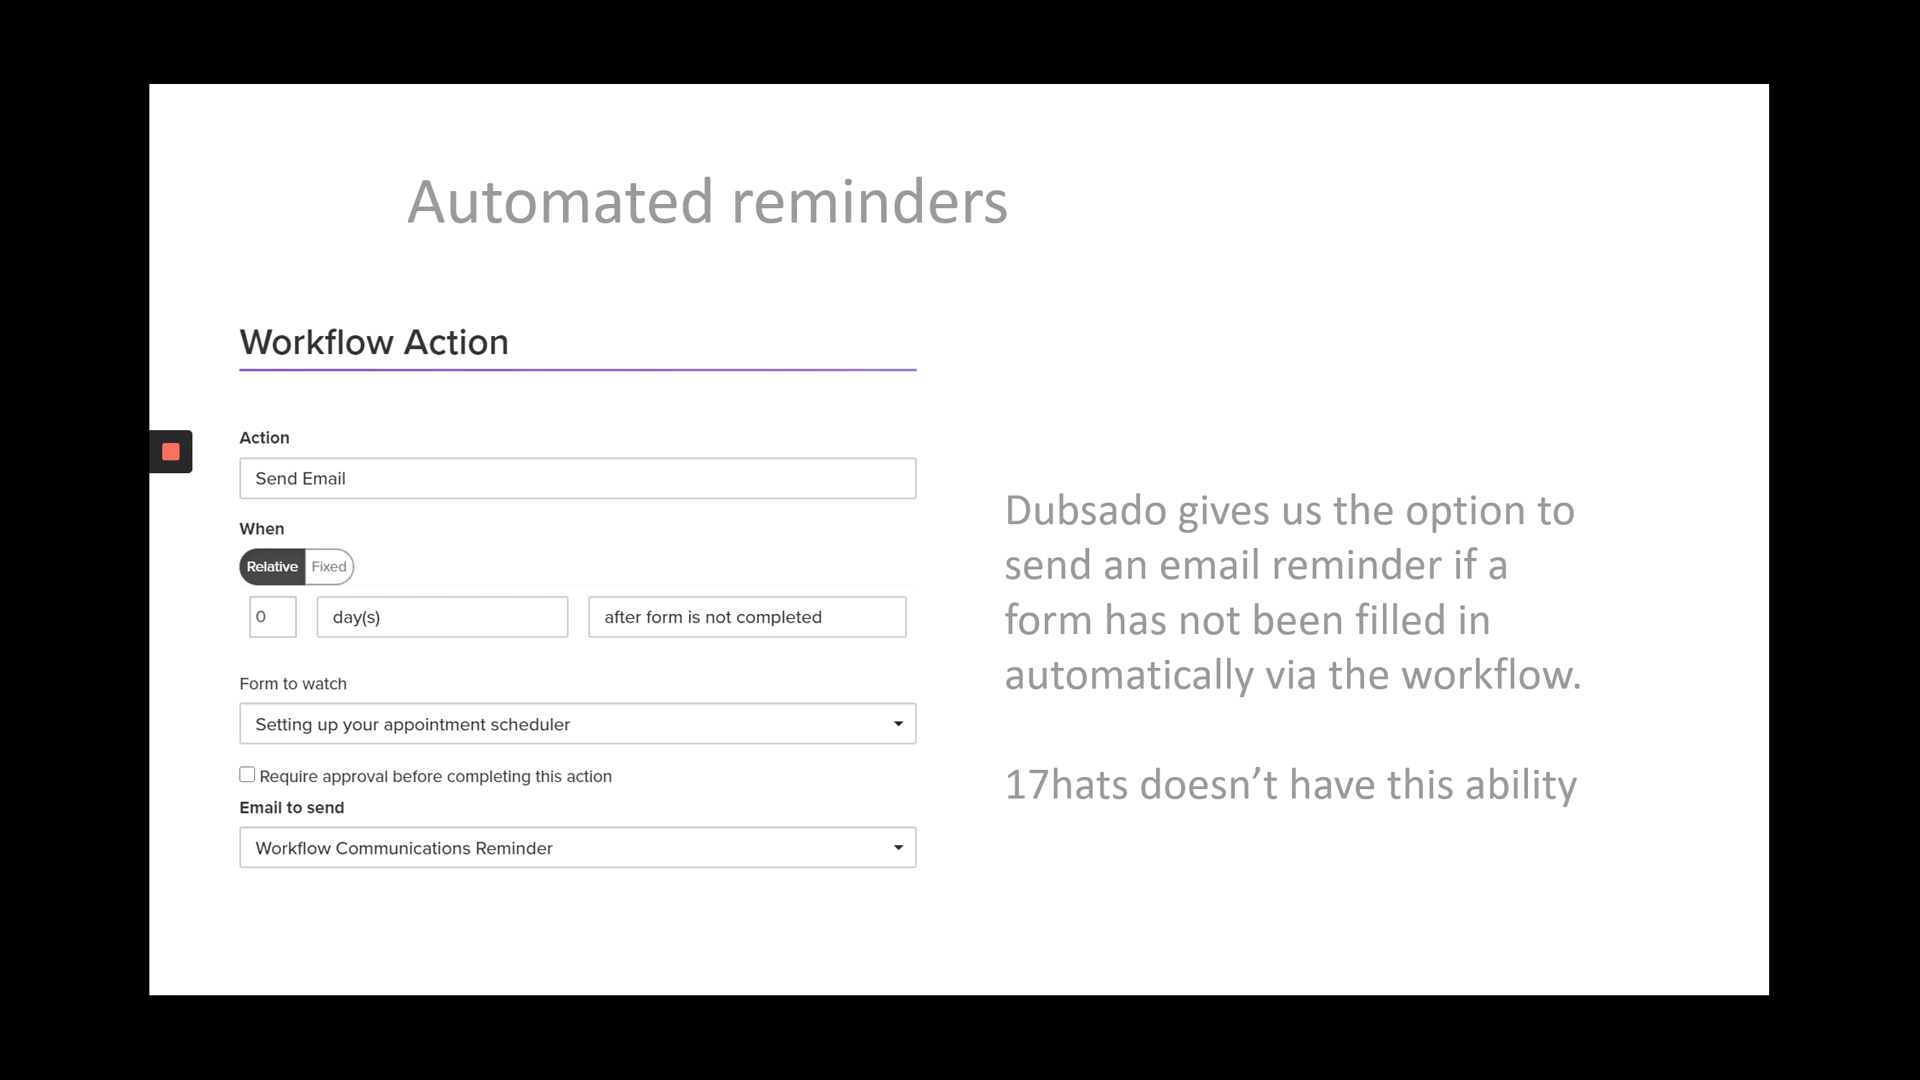 Automated reminders
Workflow Action
Action
Send Email
When
Relative Fixed
0 day(s) after form is not completed
Form to watch
Setting up your appointment scheduler
Require approval before completing this action
Email to send
Workflow Communications Reminder
Dubsado gives us the option to
send an email reminder if a
form has not been filled in
automatically via the workflow.
17hats doesn’t have this ability